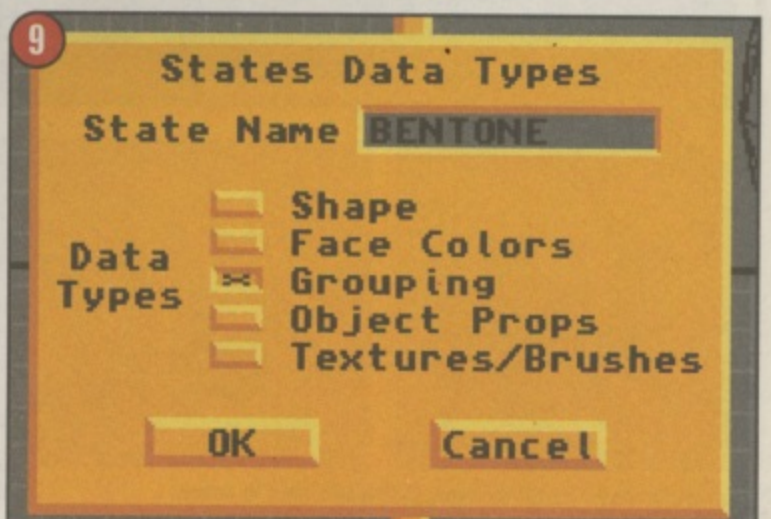 9
States Data Types
State Name BENTONE
Data Types
Shape
Face Colors
Grouping
Object Props
Textures/Brushes
OK Cancel